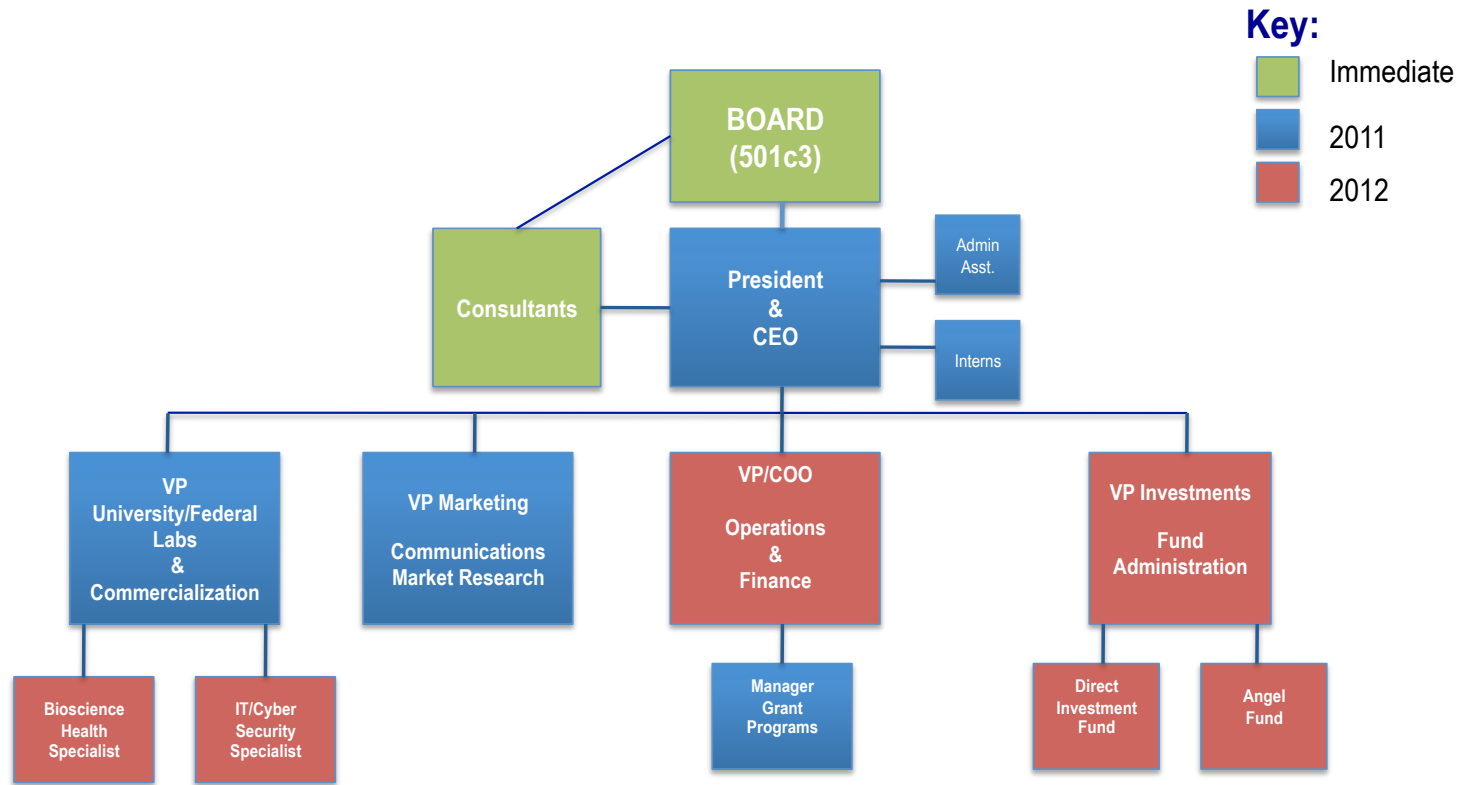 Key:
Immediate
2011
2012
BOARD
(501c3)
Consultants
President
&
CEO
Admin
Asst.
Interns
VP
University/Federal
Labs
&
Commercialization
VP Marketing
Communications
Market Research
VP/COO
Operations
&
Finance
VP Investments
Fund
Administration
Bioscience
Health
Specialist
IT/Cyber
Security
Specialist
Manager
Grant
Programs
Direct
Investment
Fund
Angel
Fund